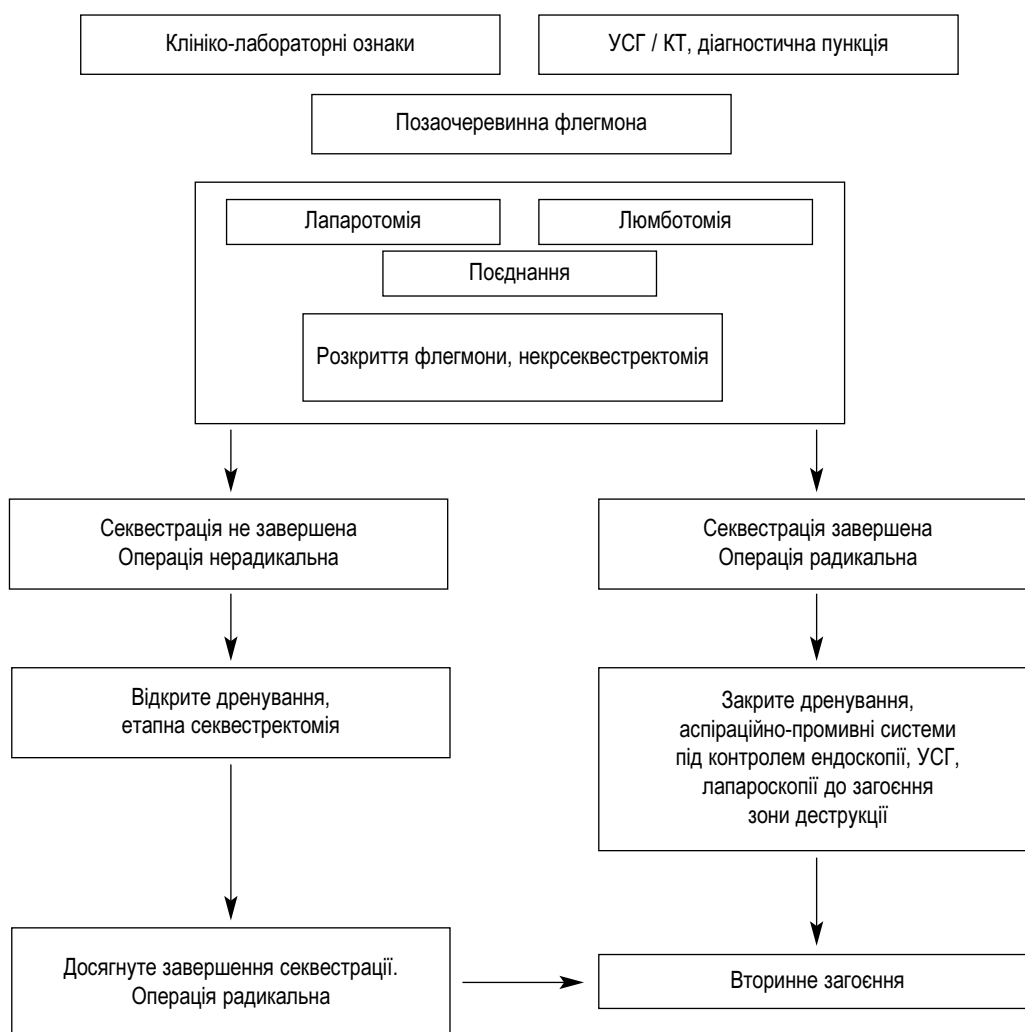 Клініко-лабораторні ознаки
УСГ / КТ, діагностична пункція
Позаочеревинна флегмона
Лапаротомія
Люмботомія
Поєднання
Розкриття флегмони, некрсеквестректомія
Секвестрація не завершена
Операція нерадикальна
Секвестрація завершена
Операція радикальна
Відкрите дренування,
етапна секвестректомія
Закрите дренування,
аспіраційно-промивні системи
під контролем ендоскопії, УСГ,
лапароскопії до загоєння
зони деструкції
Досягнуте завершення секвестрації.
Операція радикальна
Вторинне загоєння